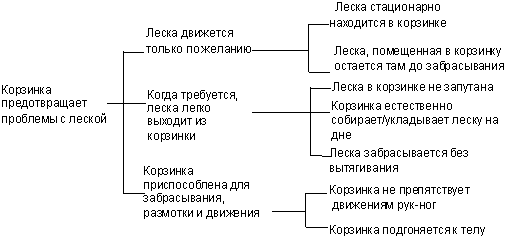 Корзинка
предотвращает
проблемы с леской
Леска движется
только пожеланию
Леска стационарно
находится в корзинке
Леска, помещенная в корзинку
остается там до забрасывания
Когда требуется,
леска легко
выходит из
корзинки
Леска в корзинке не запутана
Корзинка естественно
собирает/укладывает леску на
дне
Леска забрасывается без
вытягивания
Корзинка
приспособлена для
забрасывания,
размотки и движения
Корзинка не препятствует
движениям рук-ног
Корзинка подгоняется к телу